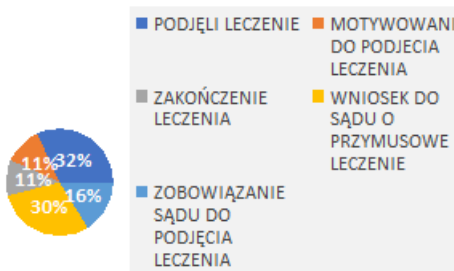 PODJĘLI LECZENIE
MOTYWOWANI
DO PODJECIA
LECZENIA
ZAKOŃCZENIE
LECZENIA
WNIOSEK DO
SĄDU O
PRZYMUSOWE
LECZENIE
ZOBOWIĄZANIE
SĄDU DO
PODJĘCIA
LECZENIA
11%
32%
11%
16%
30%